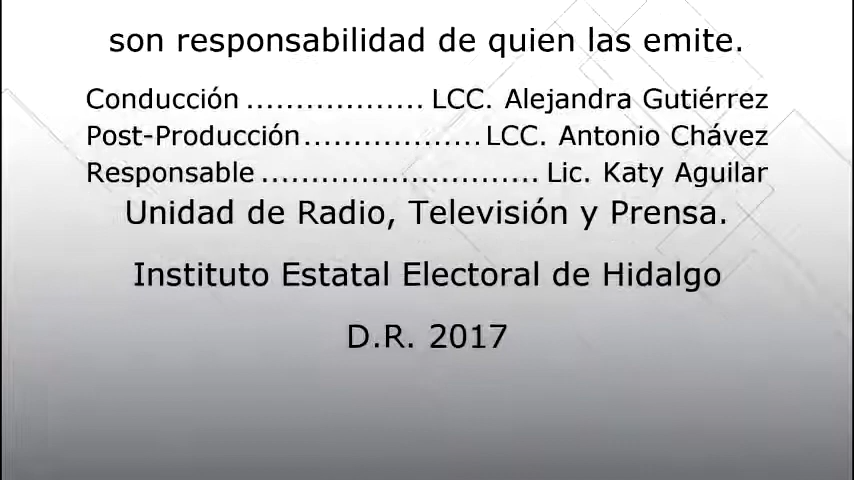 son responsabilidad de quien las emite.
Conducción .................. LCC. Alejandra Gutiérrez
Post-Producción..................LCC. Antonio Chávez
Responsable ............................ Lic. Katy Aguilar
Unidad de Radio, Televisión y Prensa.
Instituto Estatal Electoral de Hidalgo
D.R. 2017